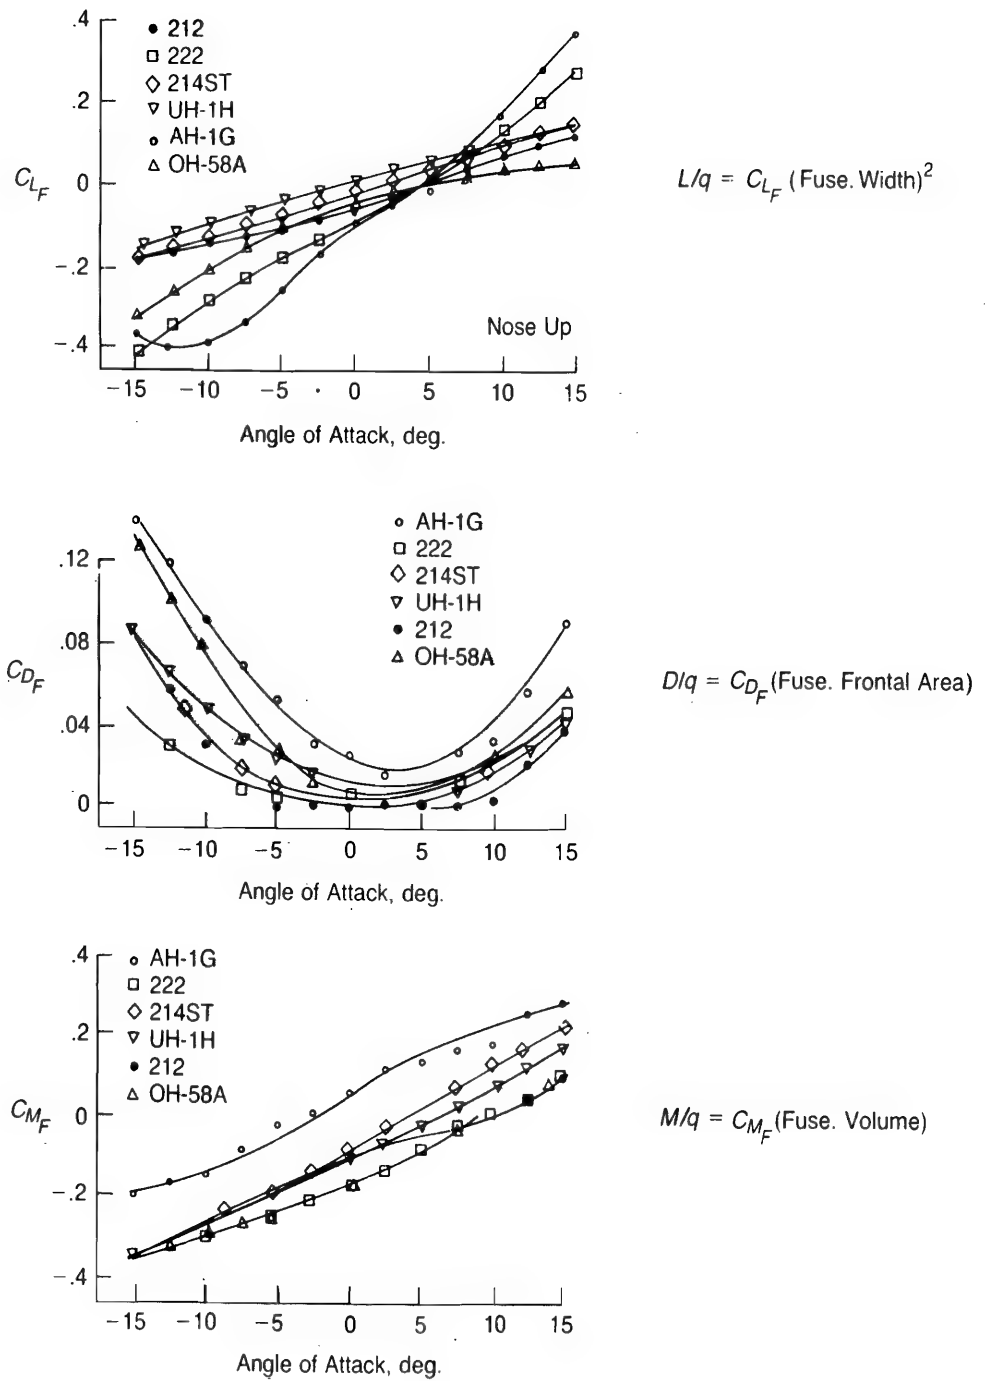 .4
.2
0
−.2
−.4
C_{L_F}
212
222
214ST
UH-1H
AH-1G
OH-58A
Nose Up
−15 −10 −5 0 5 10 15
Angle of Attack, deg.
L/q = C_{L_F} (Fuse. Width)²
.12
.08
.04
0
C_{D_F}
AH-1G
222
214ST
UH-1H
212
OH-58A
−15 −10 −5 0 5 10 15
Angle of Attack, deg.
D/q = C_{D_F} (Fuse. Frontal Area)
.4
.2
0
−.2
−.4
C_{M_F}
AH-1G
222
214ST
UH-1H
212
OH-58A
−15 −10 −5 0 5 10 15
Angle of Attack, deg.
M/q = C_{M_F} (Fuse. Volume)